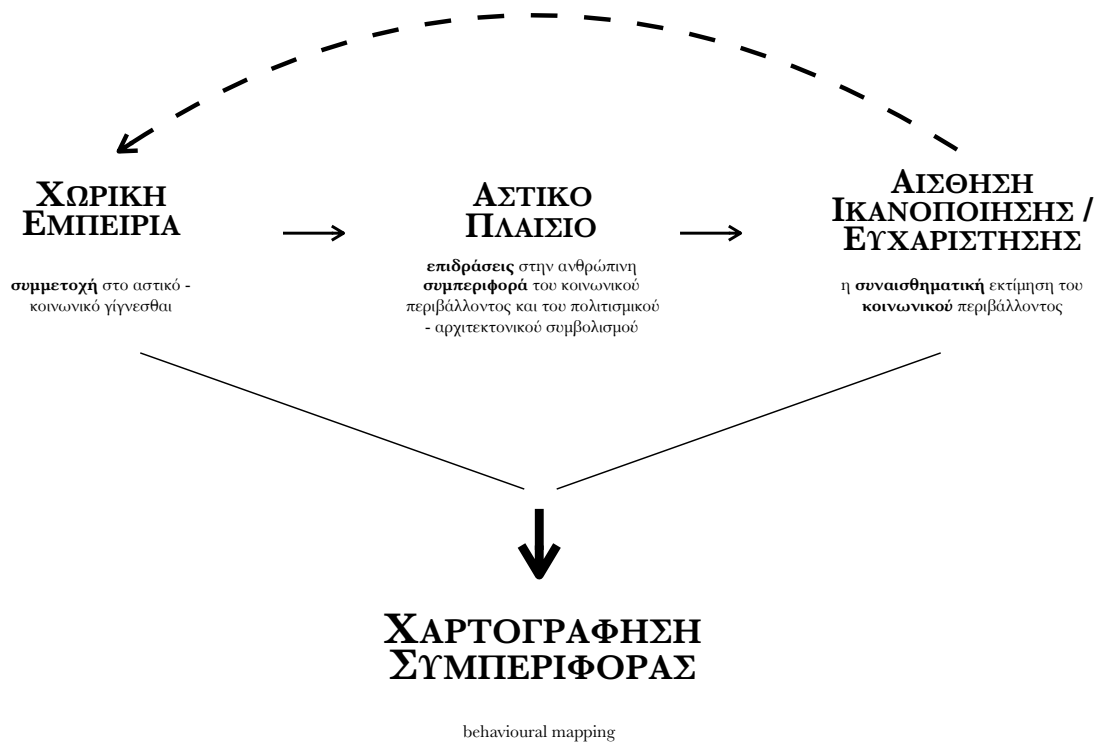 ΧΩΡΙΚΗ
ΕΜΠΕΙΡΙΑ
συμμετοχή στο αστικό -
κοινωνικό γίγνεσθαι
ΑΣΤΙΚΟ
ΠΛΑΙΣΙΟ
επιδράσεις στην ανθρώπινη
συμπεριφορά του κοινωνικού
περιβάλλοντος και του πολιτισμικού
- αρχιτεκτονικού συμβολισμού
ΑΙΣΘΗΣΗ
ΙΚΑΝΟΠΟΙΗΣΗΣ /
ΕΥΧΑΡΙΣΤΗΣΗΣ
η συναισθηματική εκτίμηση του
κοινωνικού περιβάλλοντος
ΧΑΡΤΟΓΡΑΦΗΣΗ
ΣΥΜΠΕΡΙΦΟΡΑΣ
behavioural mapping